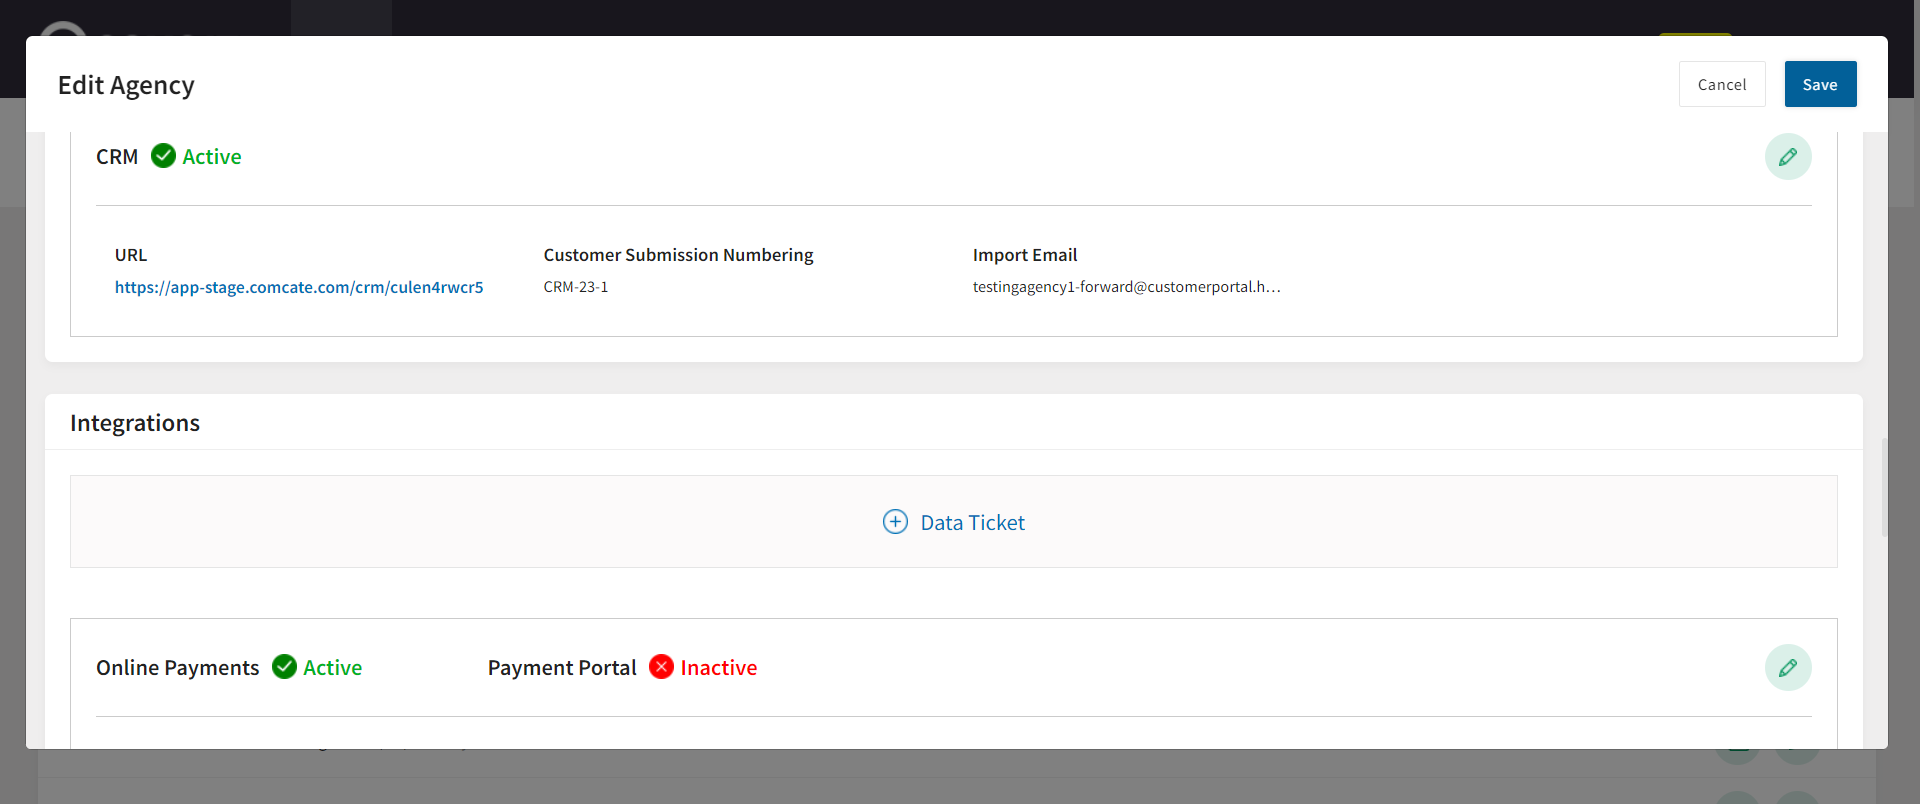 Edit Agency
Cancel
Save
CRM Active
URL
Customer Submission Numbering
Import Email
https://app-stage.comcate.com/crm/culen4rwcr5
CRM-23-1
testingagency1-forward@customerportal.h...
Integrations
Data Ticket
Online Payments Active
Payment Portal Inactive